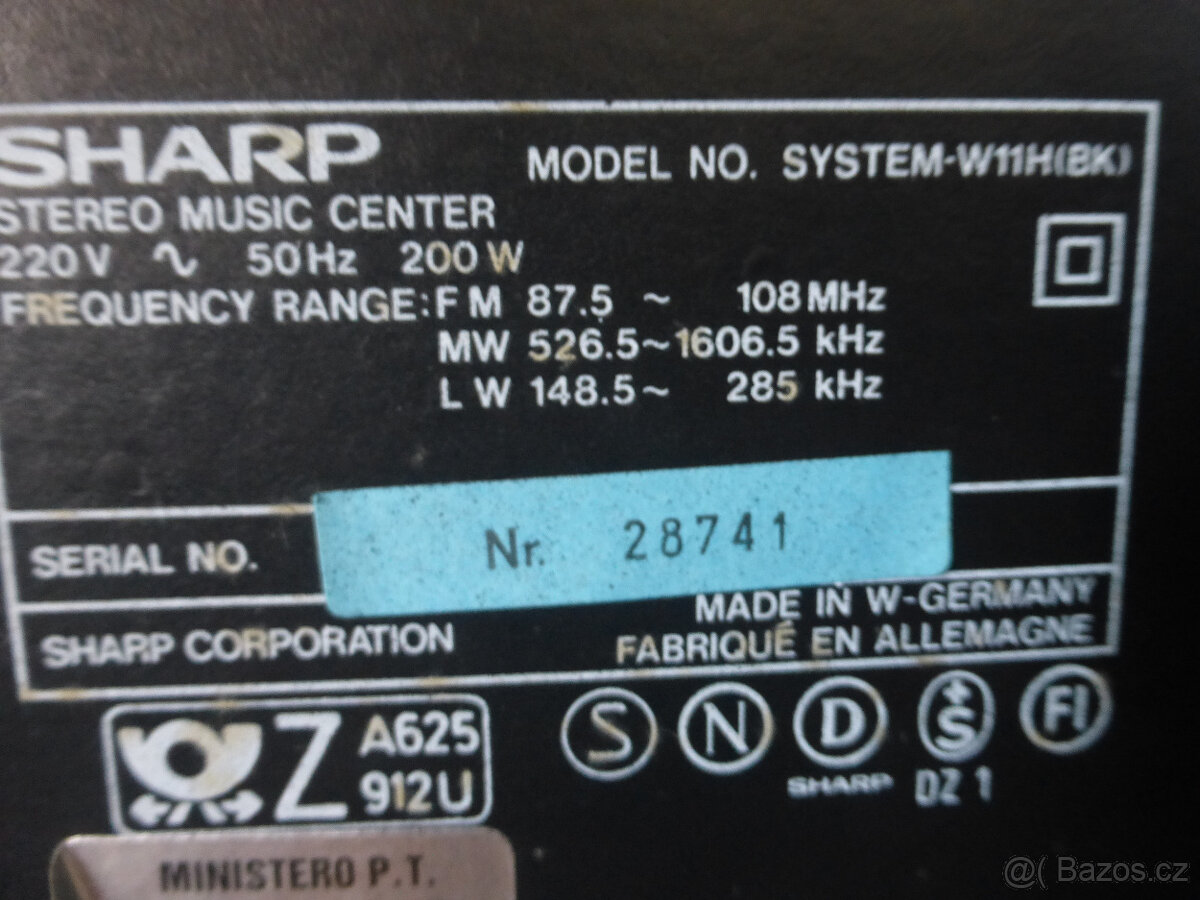 SHARP
MODEL NO. SYSTEM-W11H(BK)
STEREO MUSIC CENTER
220V ∿ 50Hz 200W
FREQUENCY RANGE: FM 87.5 ~ 108 MHz
MW 526.5~1606.5 kHz
LW 148.5~ 285 kHz
SERIAL NO. Nr. 28741
SHARP CORPORATION
MADE IN W-GERMANY
FABRIQUÉ EN ALLEMAGNE
Z A625
912U
S N D +S FI
SHARP DZ 1
MINISTERO P.T.
@( Bazos.cz